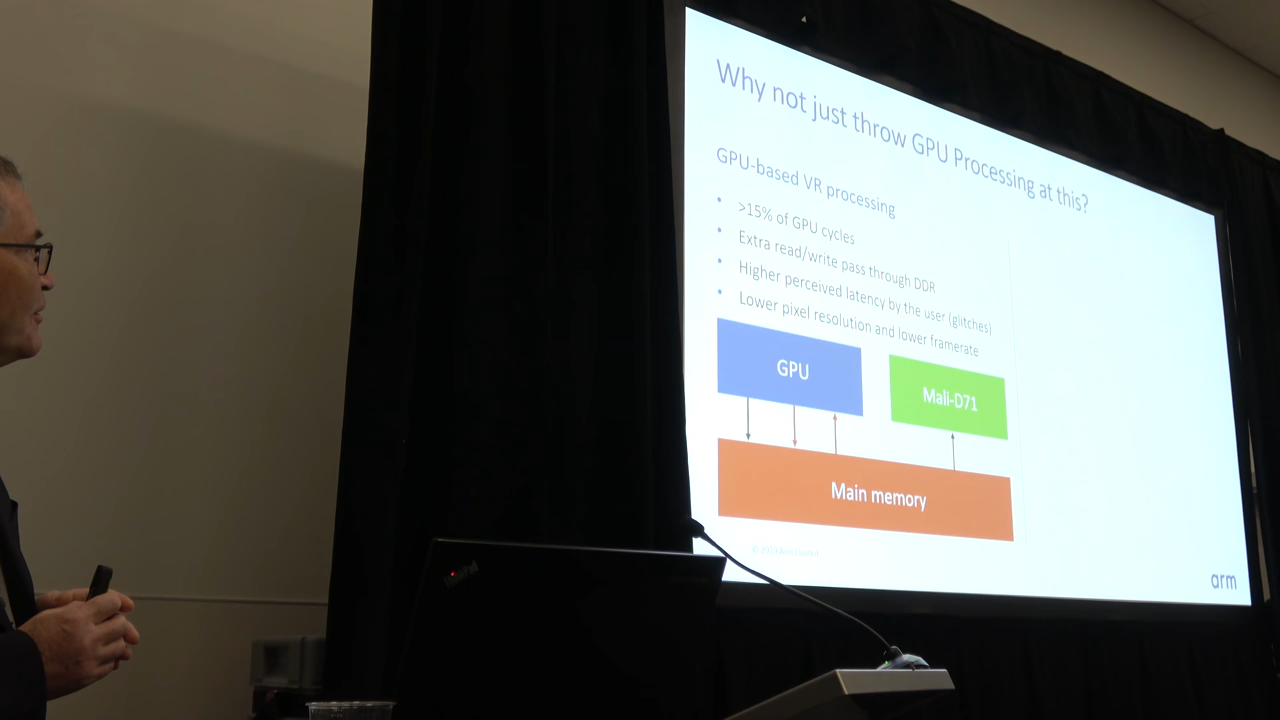 Why not just throw GPU Processing at this?
GPU-based VR processing
• >15% of GPU cycles
• Extra read/write pass through DDR
• Higher perceived latency by the user (glitches)
• Lower pixel resolution and lower framerate
GPU
Mali-D71
Main memory
arm
ThinkPad